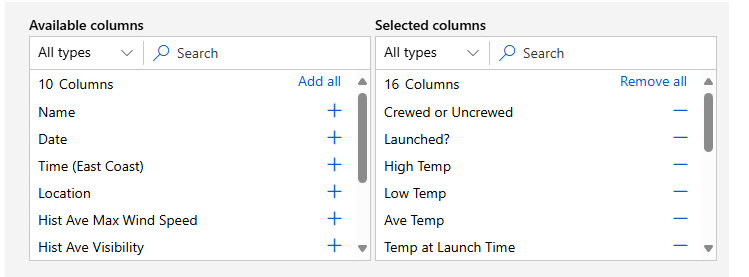 Available columns
All types Search
10 Columns Add all
Name
Date
Time (East Coast)
Location
Hist Ave Max Wind Speed
Hist Ave Visibility
Selected columns
All types Search
16 Columns Remove all
Crewed or Uncrewed
Launched?
High Temp
Low Temp
Ave Temp
Temp at Launch Time